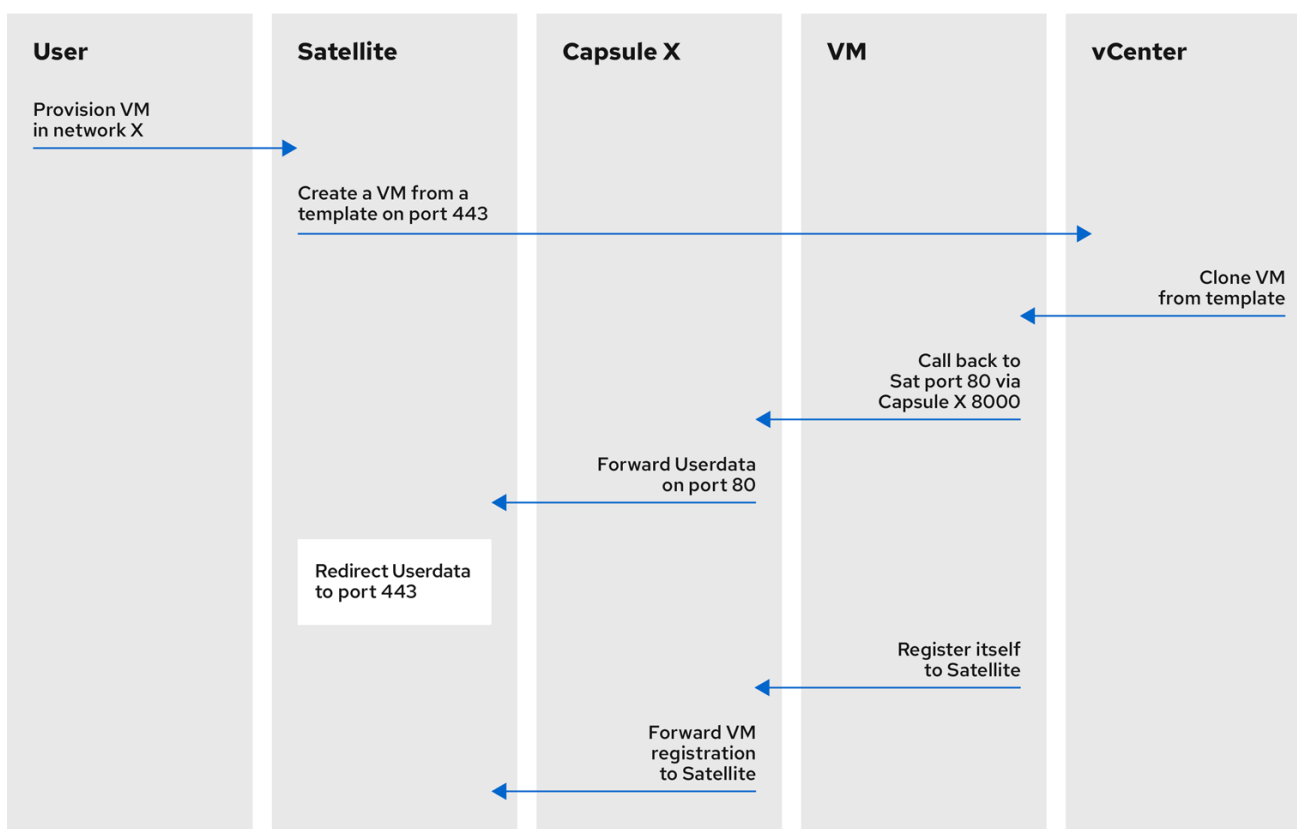 User
Satellite
Capsule X
VM
vCenter
Provision VM
in network X
Create a VM from a
template on port 443
Clone VM
from template
Call back to
Sat port 80 via
Capsule X 8000
Forward Userdata
on port 80
Redirect Userdata
to port 443
Register itself
to Satellite
Forward VM
registration
to Satellite